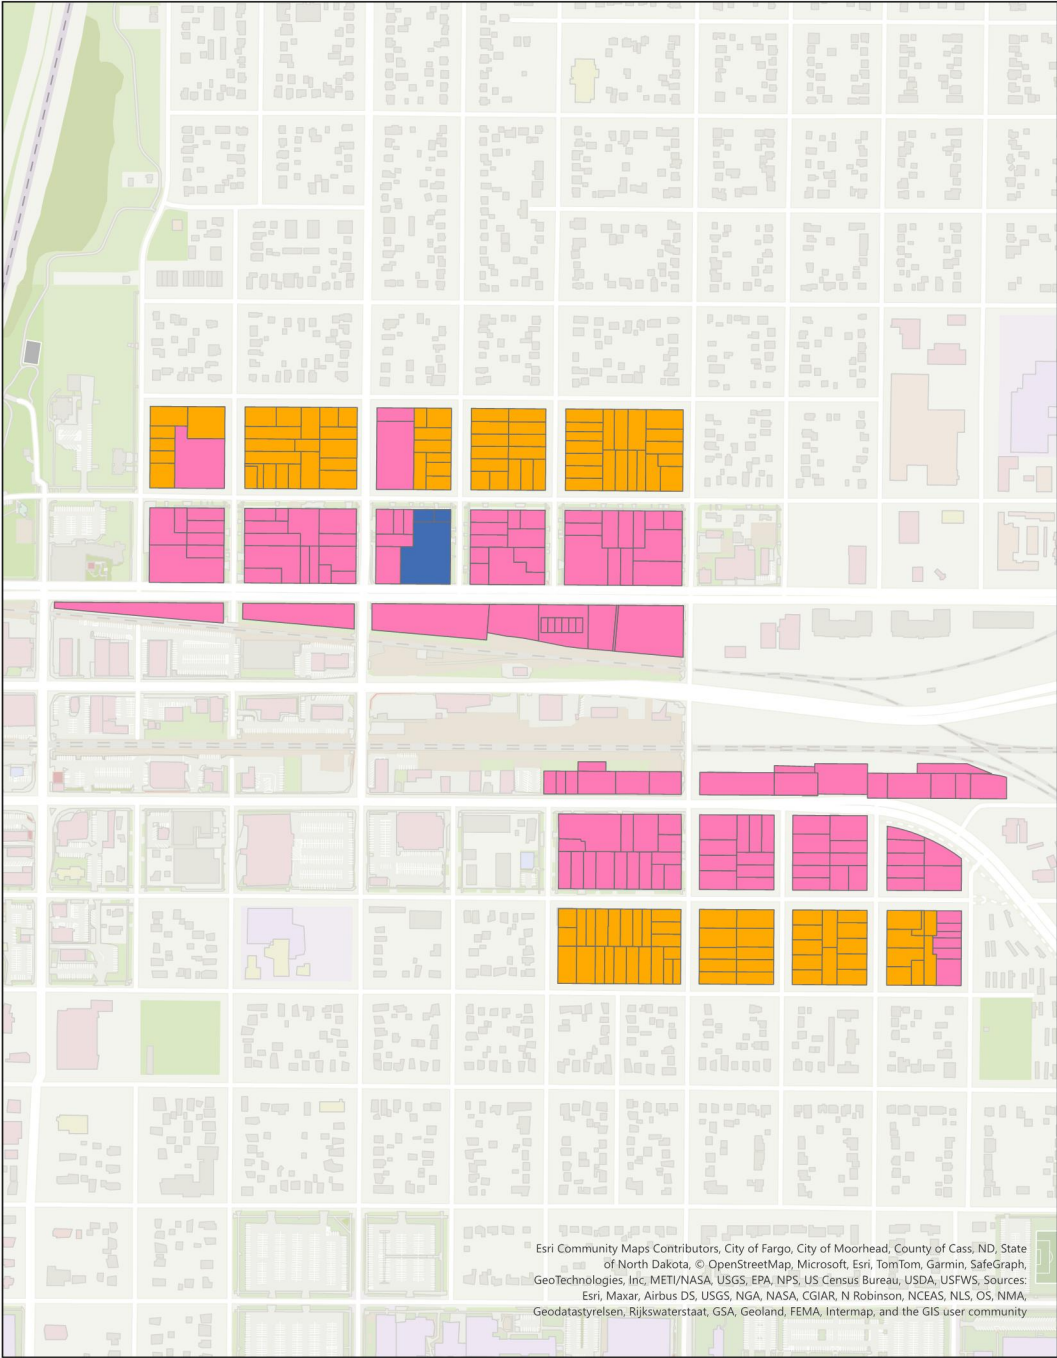 Esri Community Maps Contributors, City of Fargo, City of Moorhead, County of Cass, ND, State
of North Dakota, © OpenStreetMap, Microsoft, Esri, TomTom, Garmin, SafeGraph,
GeoTechnologies, Inc, METI/NASA, USGS, EPA, NPS, US Census Bureau, USDA, USFWS, Sources:
Esri, Maxar, Airbus DS, USGS, NGA, NASA, CGIAR, N Robinson, NCEAS, NLS, OS, NMA,
Geodatastyrelsen, Rijkswaterstaat, GSA, Geoland, FEMA, Intermap, and the GIS user community